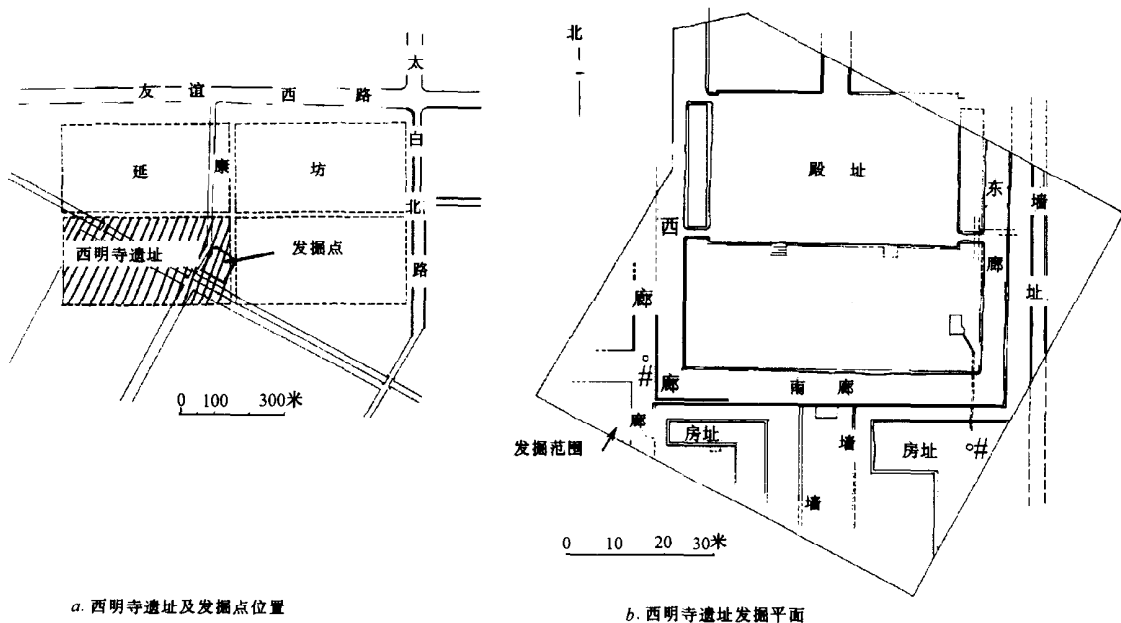 友谊西路
太白北路
延康坊
西明寺遗址
发掘点
0 100 300米
a. 西明寺遗址及发掘点位置
北
殿址
西廊
东廊
墙址
廊
井
南廊
廊
房址
墙
墙
房址
井
发掘范围
0 10 20 30米
b. 西明寺遗址发掘平面